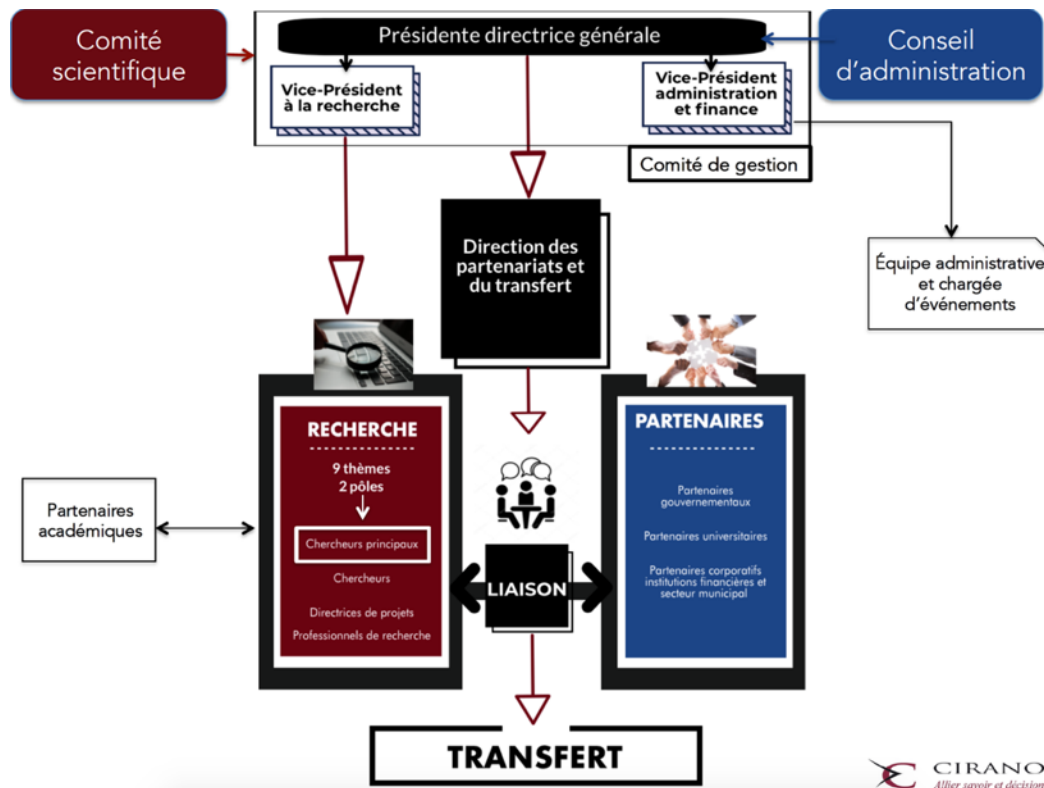 Comité
scientifique
Présidente directrice générale
Conseil
d'administration
Vice-Président
à la recherche
Vice-Président
administration
et finance
Comité de gestion
Direction des
partenariats et
du transfert
Équipe administrative
et chargée
d'événements
RECHERCHE
9 thèmes
2 pôles
Chercheurs principaux
Chercheurs
Directrices de projets
Professionnels de recherche
Partenaires
académiques
LIAISON
PARTENAIRES
Partenaires
gouvernementaux
Partenaires universitaires
Partenaires corporatifs
institutions financières et
secteur municipal
TRANSFERT
CIRANO
Allier savoir et décision